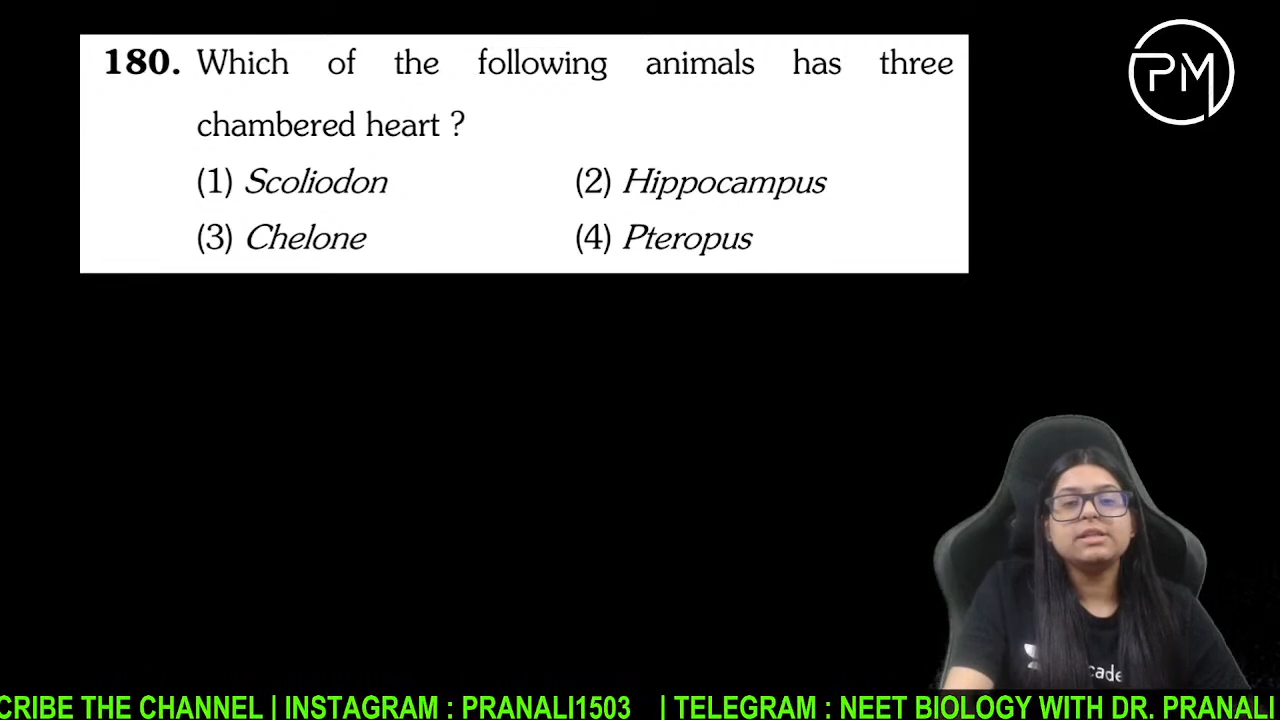 180. Which of the following animals has three
chambered heart ?
(1) Scoliodon (2) Hippocampus
(3) Chelone (4) Pteropus
PM
cade
CRIBE THE CHANNEL | INSTAGRAM : PRANALI1503 | TELEGRAM : NEET BIOLOGY WITH DR. PRANALI